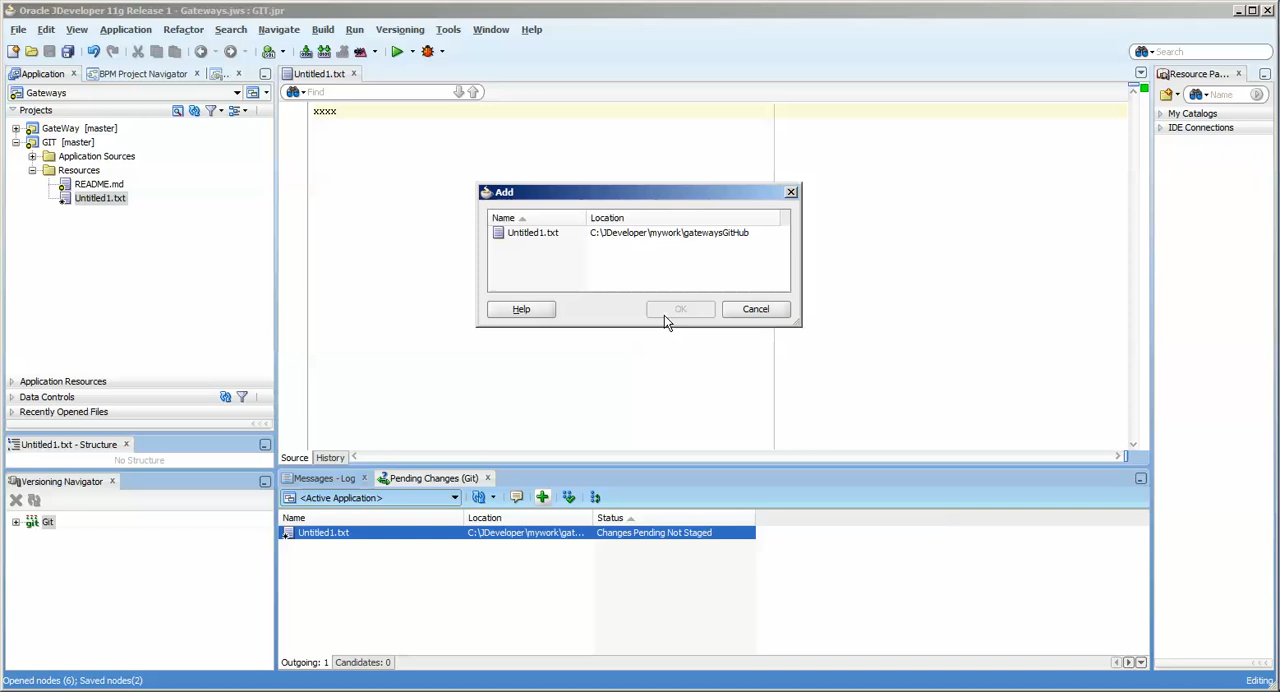 Oracle JDeveloper 11g Release 1 - Gateways.jws : GIT.jpr
File Edit View Application Refactor Search Navigate Build Run Versioning Tools Window Help
Search
Application BPM Project Navigator ...
Untitled1.txt
Resource Pa...
Gateways
Find
Name
Projects
xxxx
My Catalogs
IDE Connections
GateWay [master]
GIT [master]
Application Sources
Resources
README.md
Untitled1.txt
Add
Name Location
Untitled1.txt C:\JDeveloper\mywork\gatewaysGitHub
Help OK Cancel
Application Resources
Data Controls
Recently Opened Files
Source History
Untitled1.txt - Structure
No Structure
Versioning Navigator
git Git
Messages - Log Pending Changes (Git)
<Active Application>
Name Location Status
Untitled1.txt C:\JDeveloper\mywork\gat... Changes Pending Not Staged
Outgoing: 1 Candidates: 0
Opened nodes (6); Saved nodes(2)
Editing